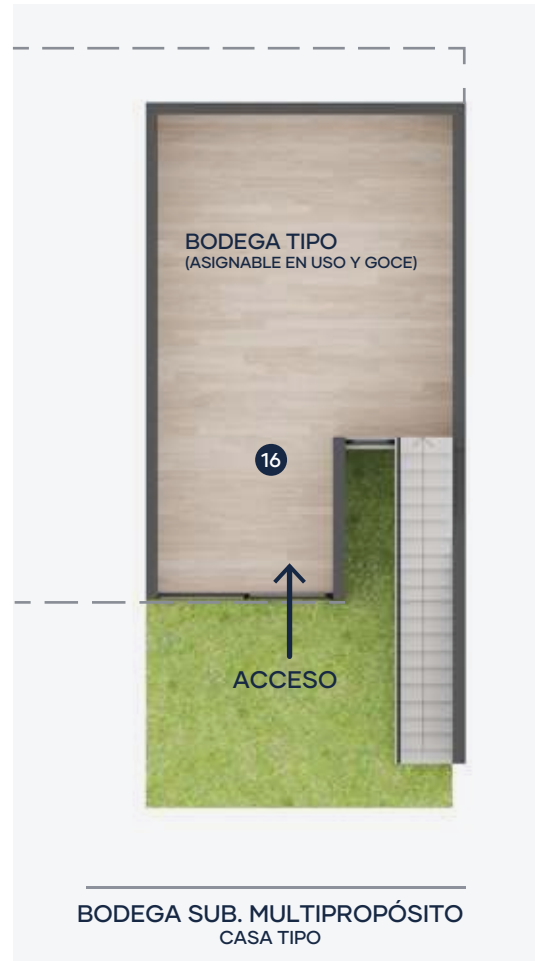 BODEGA TIPO
(ASIGNABLE EN USO Y GOCE)
16
ACCESO
BODEGA SUB. MULTIPROPÓSITO
CASA TIPO